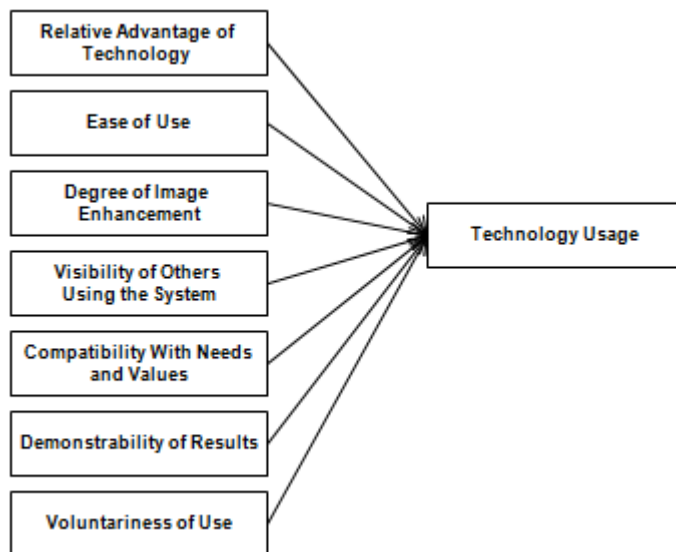 Relative Advantage of
Technology
Ease of Use
Degree of Image
Enhancement
Technology Usage
Visibility of Others
Using the System
Compatibility With Needs
and Values
Demonstrability of Results
Voluntariness of Use